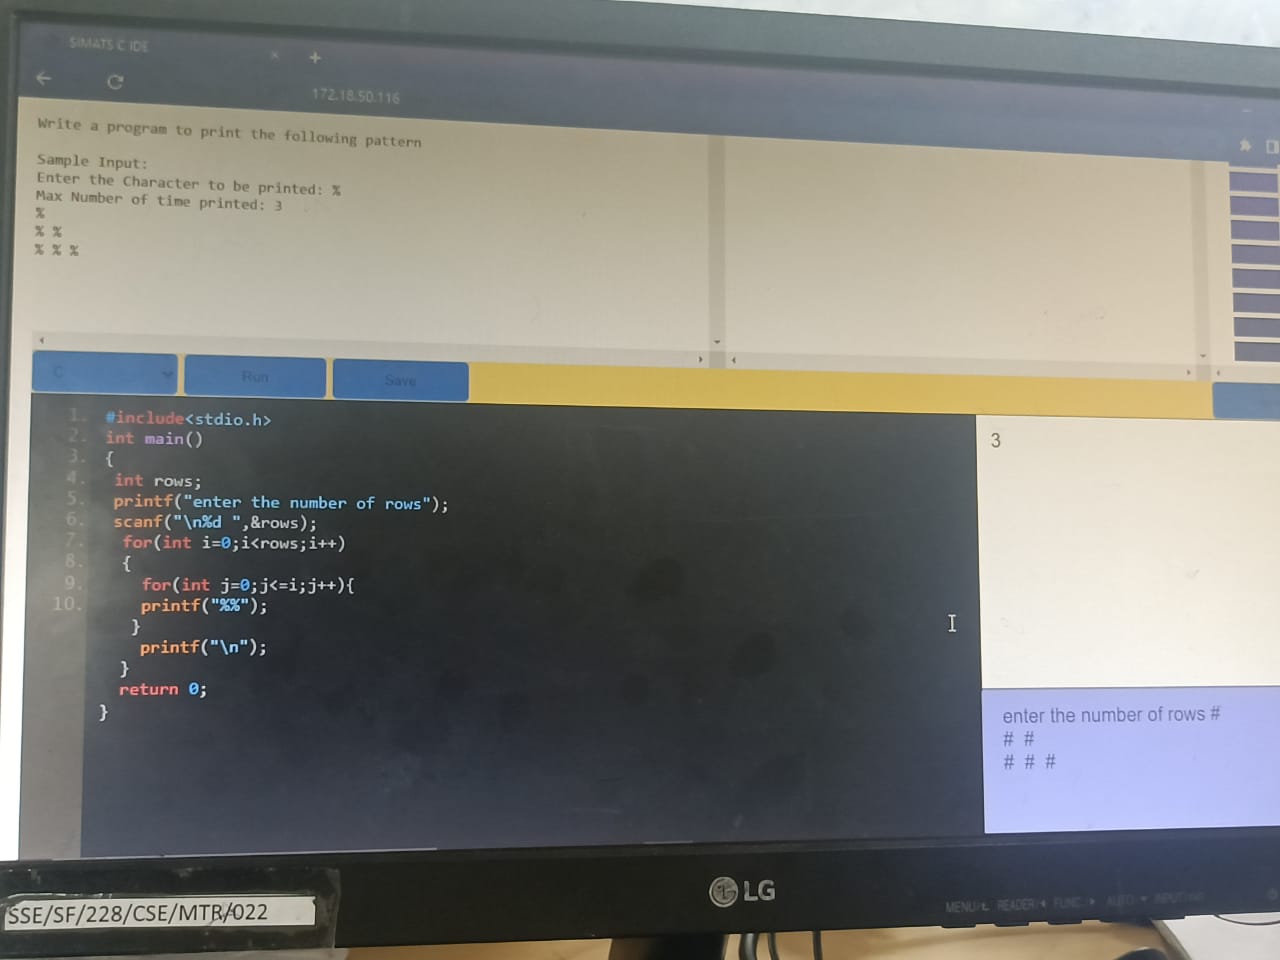 SIMATS C IDE
172.18.50.116
Write a program to print the following pattern
Sample Input:
Enter the Character to be printed: %
Max Number of time printed: 3
%
% %
% % %
C
Run
Save
1. #include<stdio.h>
2. int main()
3. {
4. int rows;
5. printf("enter the number of rows");
6. scanf("\n%d ",&rows);
7. for(int i=0;i<rows;i++)
8. {
9. for(int j=0;j<=i;j++){
10. printf("%%");
}
printf("\n");
}
return 0;
}
3
enter the number of rows #
# #
# # #
LG
MENU READER FUNC. AUTO INPUT
SSE/SF/228/CSE/MTR/022